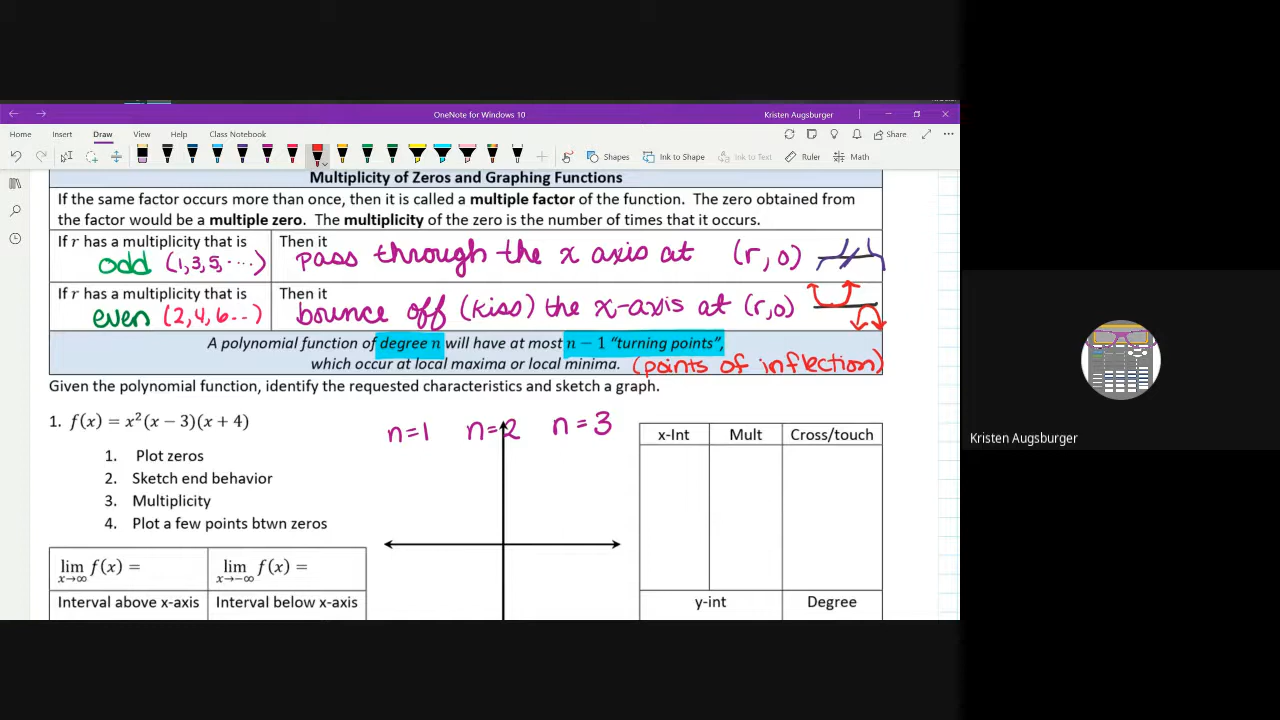 OneNote for Windows 10
Kristen Augsburger
Home Insert Draw View Help Class Notebook
Share
Shapes Ink to Shape Ink to Text Ruler Math
Multiplicity of Zeros and Graphing Functions
If the same factor occurs more than once, then it is called a multiple factor of the function. The zero obtained from
the factor would be a multiple zero. The multiplicity of the zero is the number of times that it occurs.
If r has a multiplicity that is
odd (1,3,5, ....)
Then it
pass through the x axis at (r,0)
If r has a multiplicity that is
even (2,4,6...)
Then it
bounce off (kiss) the x-axis at (r,0)
A polynomial function of degree n will have at most n − 1 "turning points",
which occur at local maxima or local minima. (points of inflection)
Given the polynomial function, identify the requested characteristics and sketch a graph.
1. f(x) = x²(x − 3)(x + 4)
1. Plot zeros
2. Sketch end behavior
3. Multiplicity
4. Plot a few points btwn zeros
n=1 n=2 n=3
x-Int Mult Cross/touch
lim x→∞ f(x) = lim x→−∞ f(x) =
Interval above x-axis Interval below x-axis
y-int Degree
Kristen Augsburger